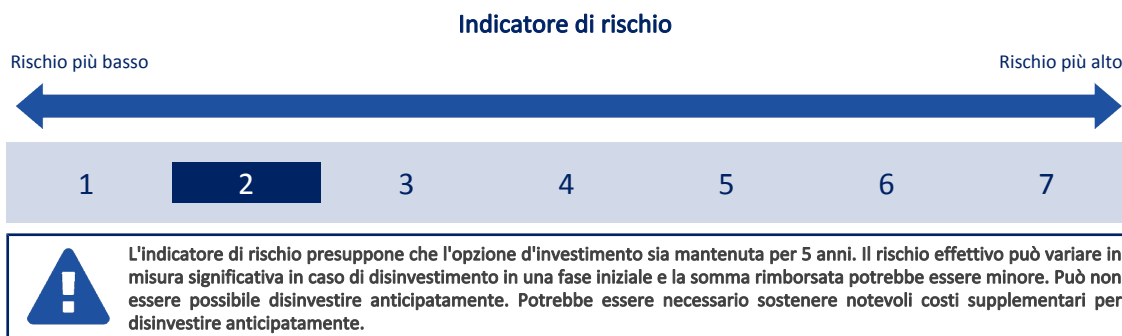 Indicatore di rischio
Rischio più basso
Rischio più alto
1 2 3 4 5 6 7
L'indicatore di rischio presuppone che l'opzione d'investimento sia mantenuta per 5 anni. Il rischio effettivo può variare in
misura significativa in caso di disinvestimento in una fase iniziale e la somma rimborsata potrebbe essere minore. Può non
essere possibile disinvestire anticipatamente. Potrebbe essere necessario sostenere notevoli costi supplementari per
disinvestire anticipatamente.